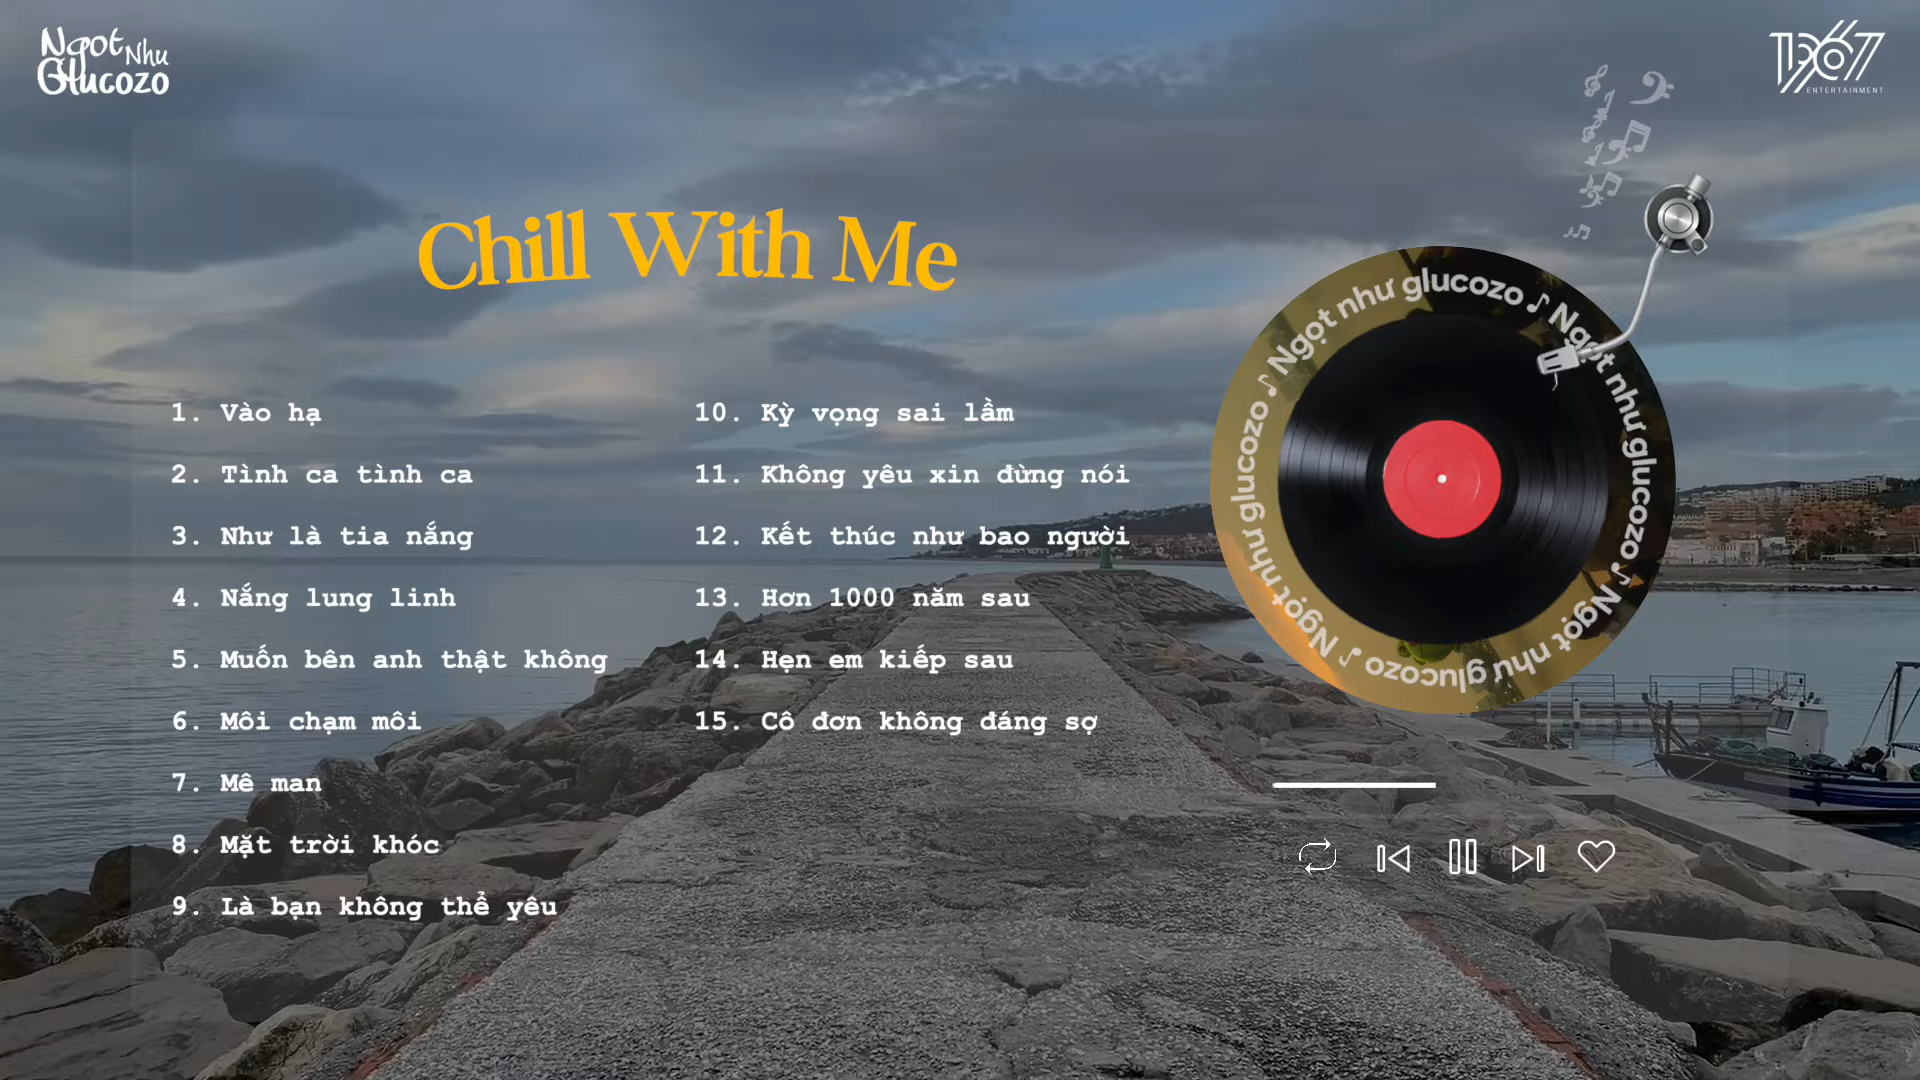 Ngọt Như
Glucozo
1967
ENTERTAINMENT
Chill With Me
1. Vào hạ
2. Tình ca tình ca
3. Như là tia nắng
4. Nắng lung linh
5. Muốn bên anh thật không
6. Môi chạm môi
7. Mê man
8. Mặt trời khóc
9. Là bạn không thể yêu
10. Kỳ vọng sai lầm
11. Không yêu xin đừng nói
12. Kết thúc như bao người
13. Hơn 1000 năm sau
14. Hẹn em kiếp sau
15. Cô đơn không đáng sợ
Ngọt như glucozo ♪ Ngọt như glucozo ♪ Ngọt như glucozo ♪ Ngọt như glucozo ♪